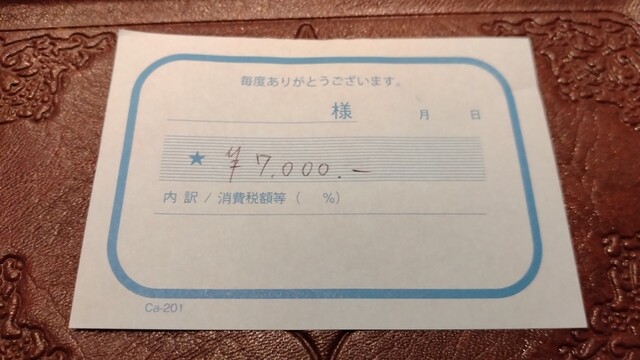 毎度ありがとうございます。
様 月 日
★ ¥7,000.-
内 訳 / 消費税額等 ( %)
Ca-201